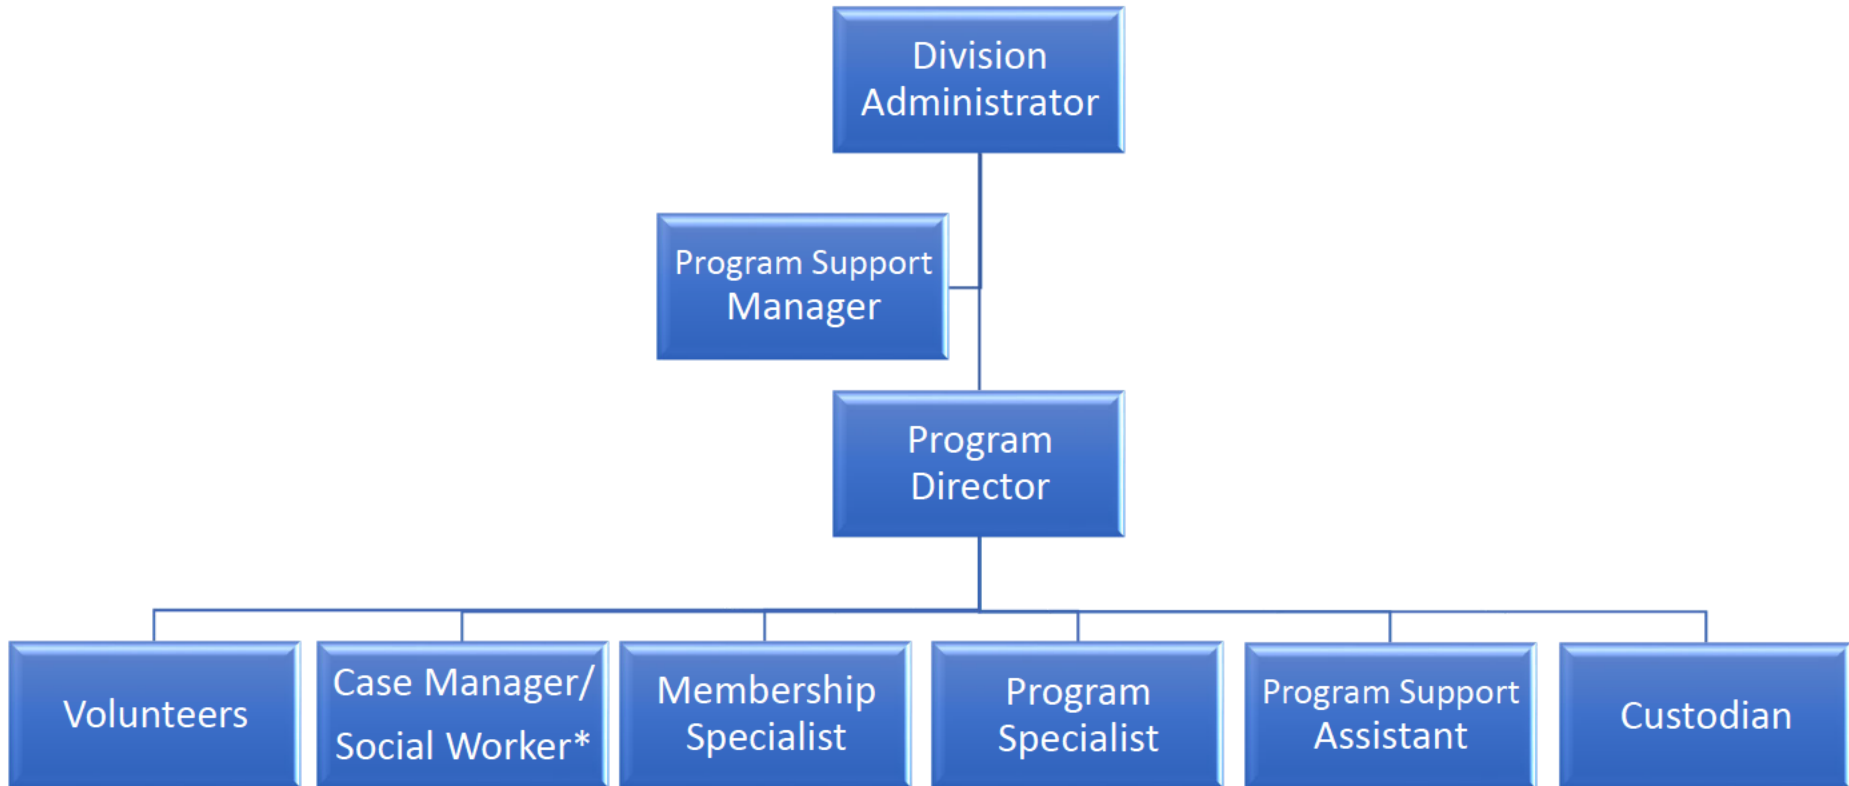 Division
Administrator
Program Support
Manager
Program
Director
Volunteers
Case Manager/
Social Worker*
Membership
Specialist
Program
Specialist
Program Support
Assistant
Custodian